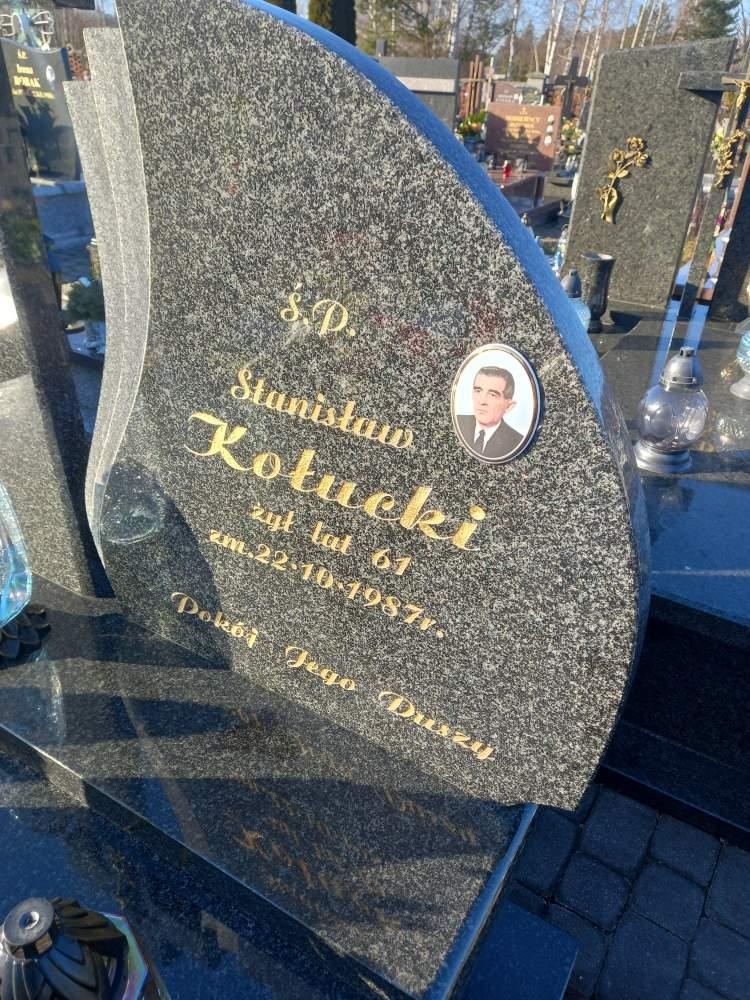 Ś.P.
Stanisław
Kołucki
żył lat 61
zm.22.10.1987r.
Pokój Jego Duszy